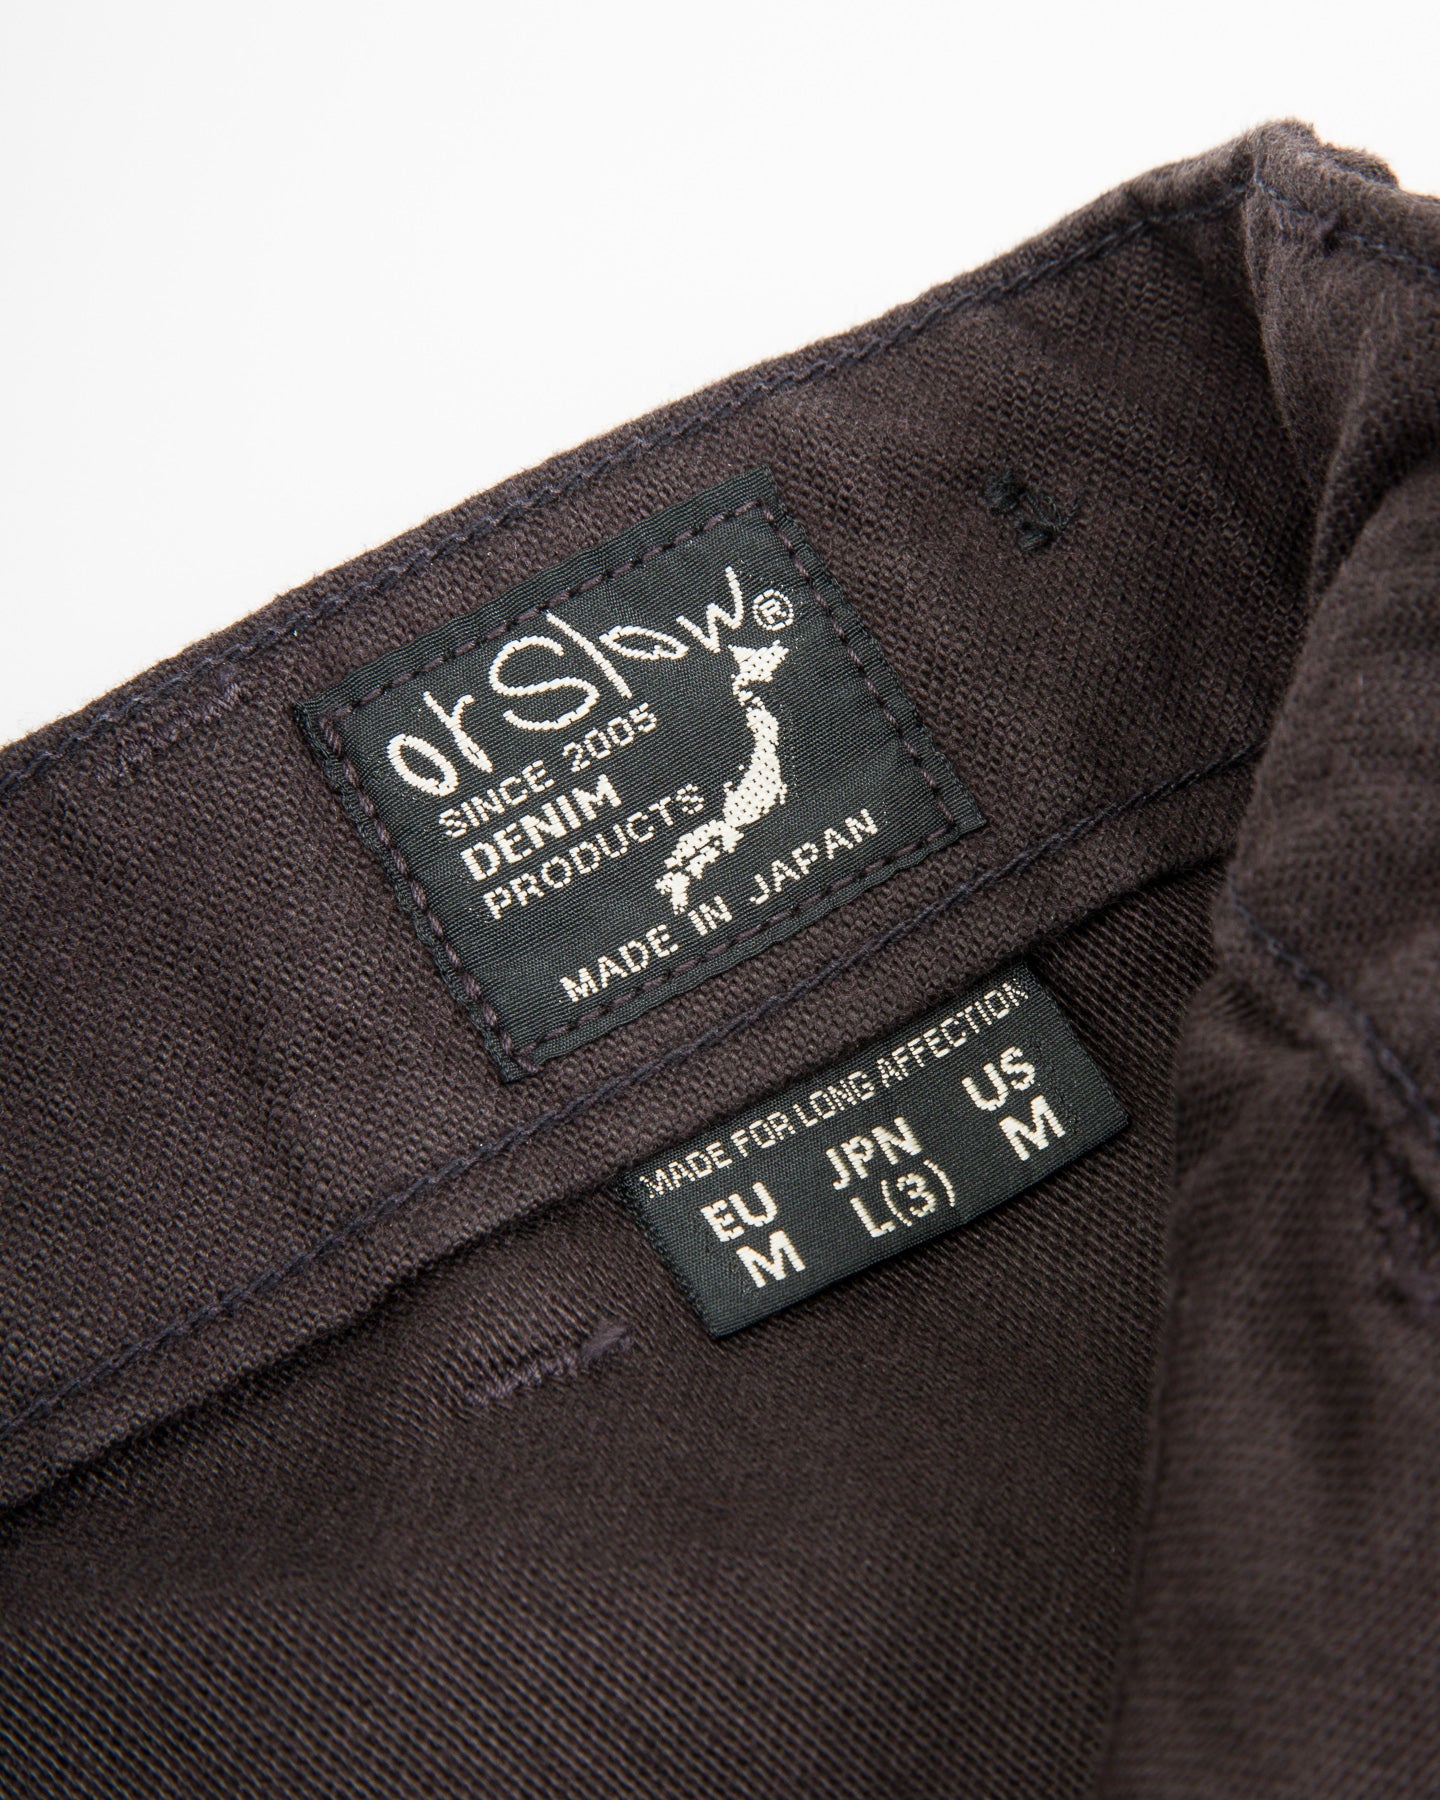 orSlow®
SINCE 2005
DENIM
PRODUCTS
MADE IN JAPAN
MADE FOR LONG AFFECTION
EU JPN US
M L(3) M